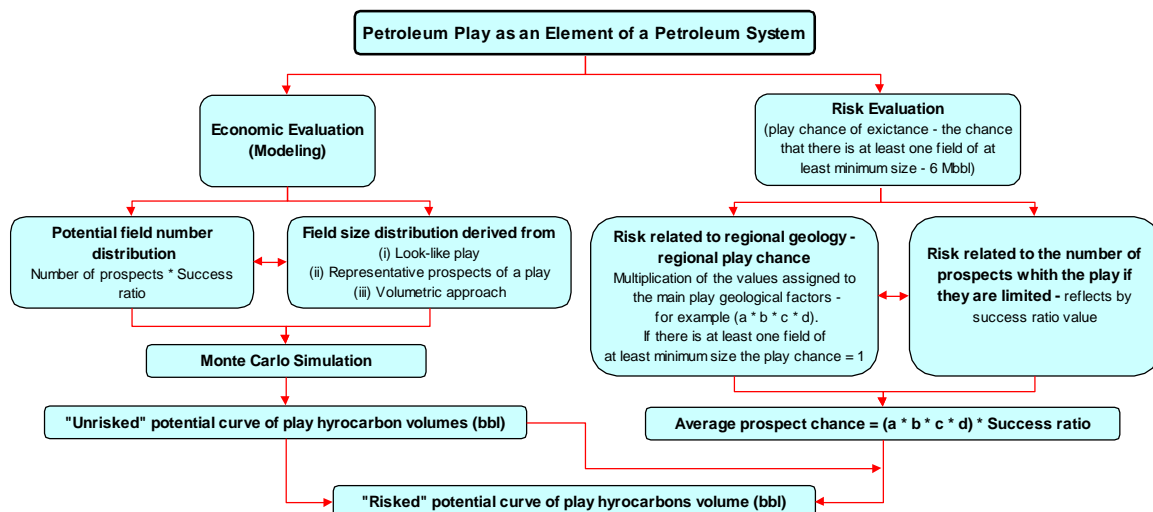 Petroleum Play as an Element of a Petroleum System
Economic Evaluation
(Modeling)
Risk Evaluation
(play chance of exictance - the chance
that there is at least one field of at
least minimum size - 6 Mbbl)
Potential field number
distribution
Number of prospects * Success
ratio
Field size distribution derived from
(i) Look-like play
(ii) Representative prospects of a play
(iii) Volumetric approach
Risk related to regional geology -
regional play chance
Multiplication of the values assigned to
the main play geological factors -
for example (a * b * c * d).
If there is at least one field of
at least minimum size the play chance = 1
Risk related to the number of
prospects whith the play if
they are limited - reflects by
success ratio value
Monte Carlo Simulation
"Unrisked" potential curve of play hyrocarbon volumes (bbl)
Average prospect chance = (a * b * c * d) * Success ratio
"Risked" potential curve of play hyrocarbons volume (bbl)